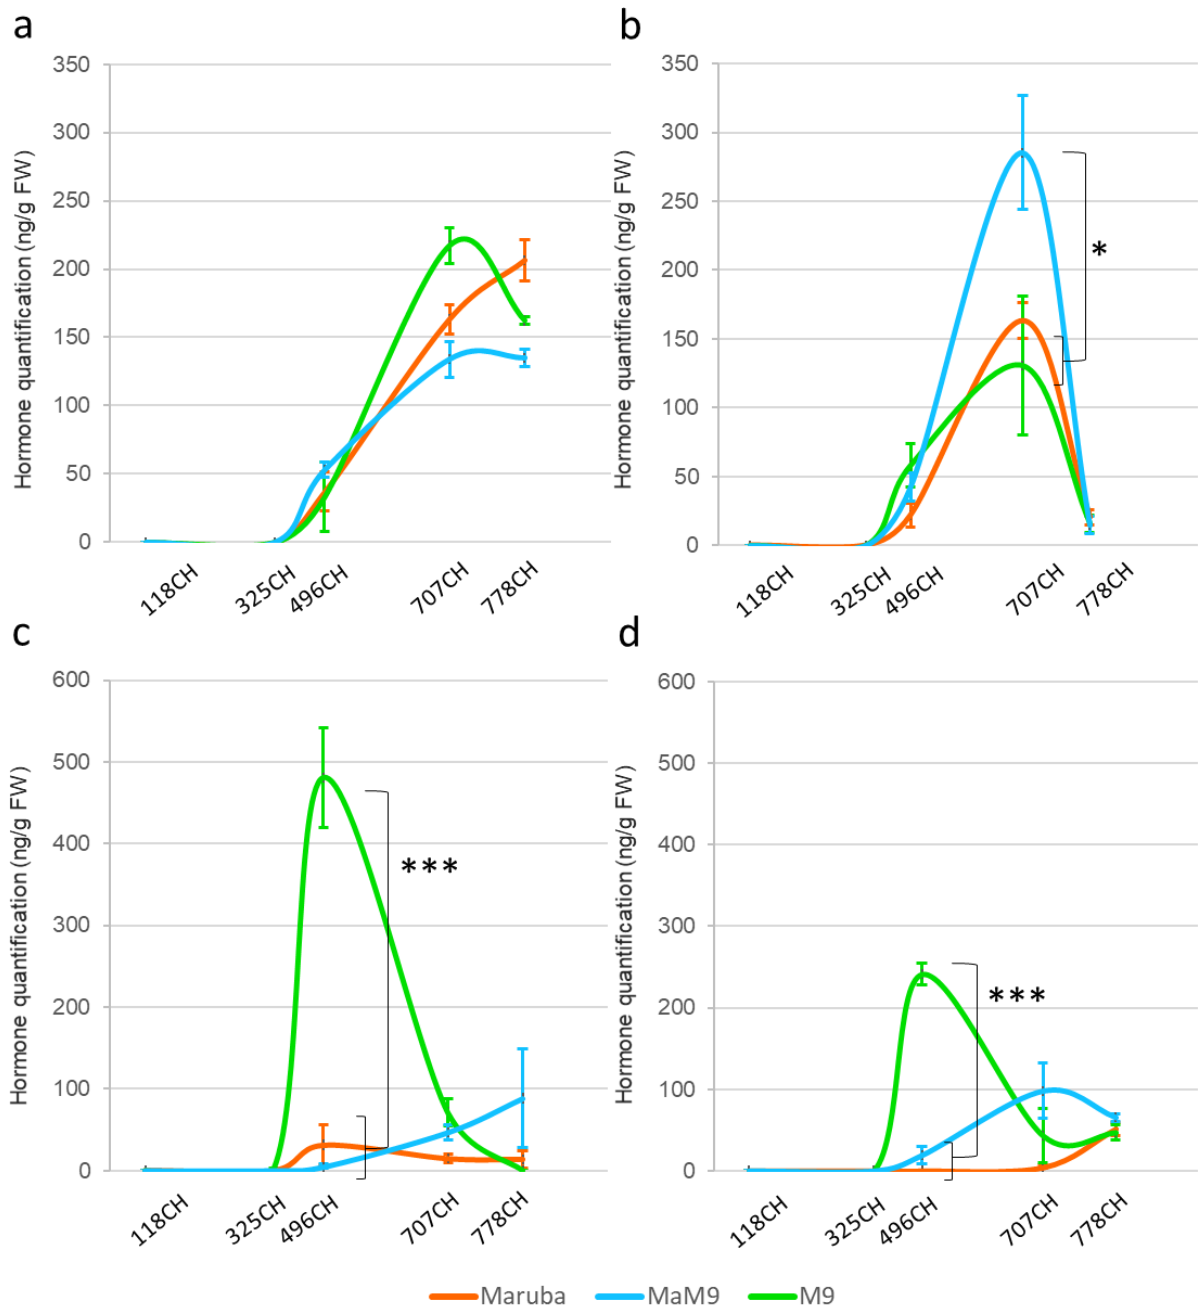 a
350
300
250
200
150
100
50
0
Hormone quantification (ng/g FW)
118CH
325CH
496CH
707CH
778CH
b
350
300
250
200
150
100
50
0
Hormone quantification (ng/g FW)
*
118CH
325CH
496CH
707CH
778CH
c
600
500
400
300
200
100
0
Hormone quantification (ng/g FW)
***
118CH
325CH
496CH
707CH
778CH
d
600
500
400
300
200
100
0
Hormone quantification (ng/g FW)
***
118CH
325CH
496CH
707CH
778CH
Maruba MaM9 M9